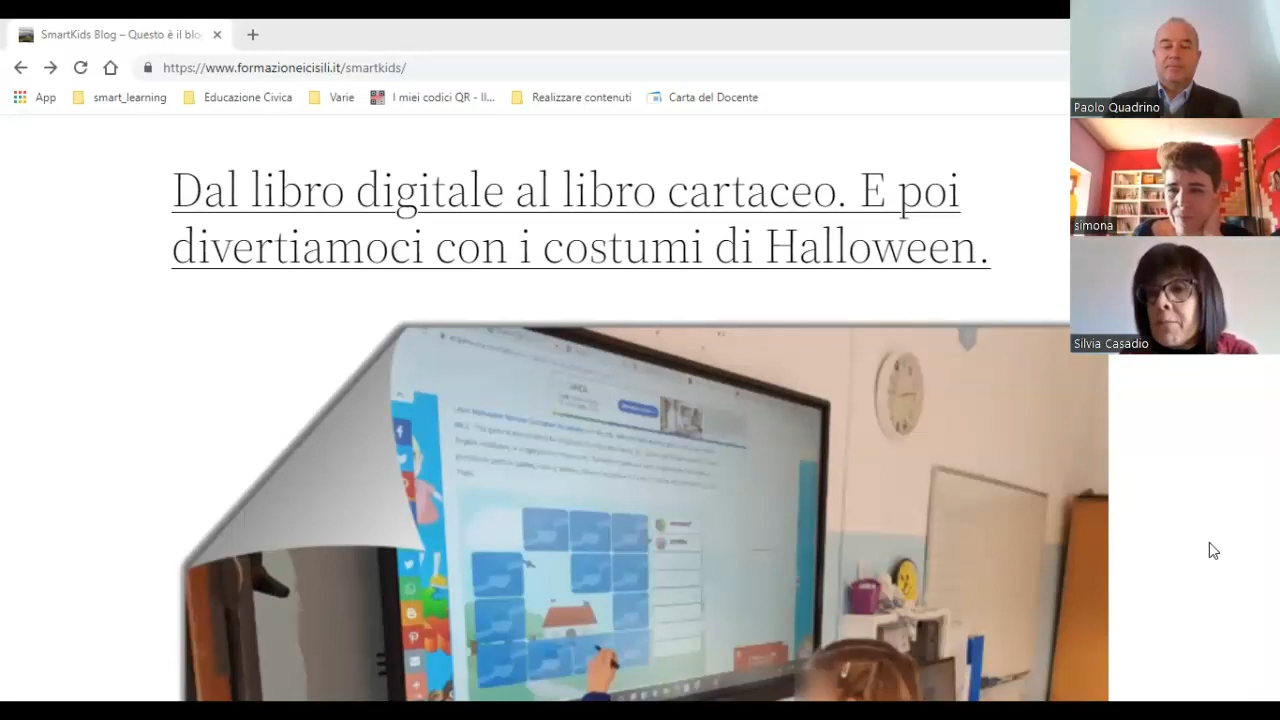 SmartKids Blog – Questo è il blo
https://www.formazioneicisili.it/smartkids/
App
smart_learning
Educazione Civica
Varie
I miei codici QR - Il...
Realizzare contenuti
Carta del Docente
Dal libro digitale al libro cartaceo. E poi
divertiamoci con i costumi di Halloween.
Paolo Quadrino
simona
Silvia Casadio